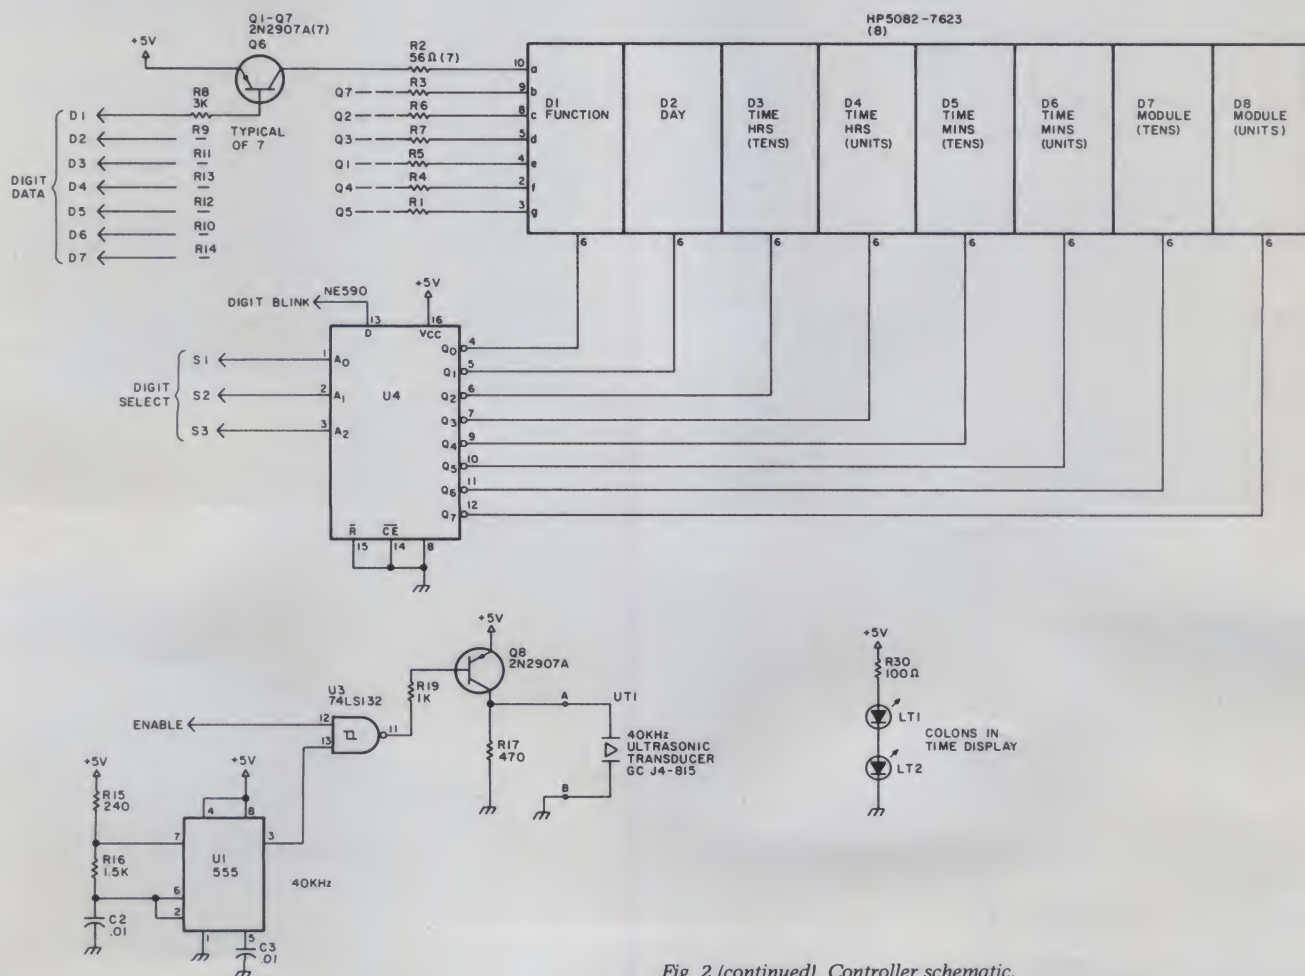 Q1-Q7
2N2907A(7)
Q6
+5V
R2
56Ω(7)
HP5082-7623
(8)
R8
3K
TYPICAL
OF 7
DIGIT
DATA
D1
D2
D3
D4
D5
D6
D7
R9
R11
R13
R12
R10
R14
Q7
Q2
Q3
Q1
Q4
Q5
R3
R6
R7
R5
R4
R1
10 a
9 b
8 c
5 d
4 e
2 f
3 g
D1
FUNCTION
D2
DAY
D3
TIME
HRS
(TENS)
D4
TIME
HRS
(UNITS)
D5
TIME
MINS
(TENS)
D6
TIME
MINS
(UNITS)
D7
MODULE
(TENS)
D8
MODULE
(UNITS)
6 6 6 6 6 6 6 6
DIGIT BLINK
NE590
+5V
13
D
16
VCC
DIGIT
SELECT
S1
S2
S3
1 A0
2 A1
3 A2
U4
Q0 4
Q1 5
Q2 6
Q3 7
Q4 9
Q5 10
Q6 11
Q7 12
R̅ C̅E̅
15 14 8
+5V
Q8
2N2907A
U3
74LS132
R19
1K
ENABLE
12
13
11
A
UT1
R17
470
40KHz
ULTRASONIC
TRANSDUCER
GC J4-815
B
+5V
R30
100Ω
LT1
LT2
COLONS IN
TIME DISPLAY
+5V
R15
240
+5V
4 8
7
3
R16
1.5K
U1
555
40KHz
6
2
C2
.01
1
5
C3
.01
Fig. 2 (continued). Controller schematic.